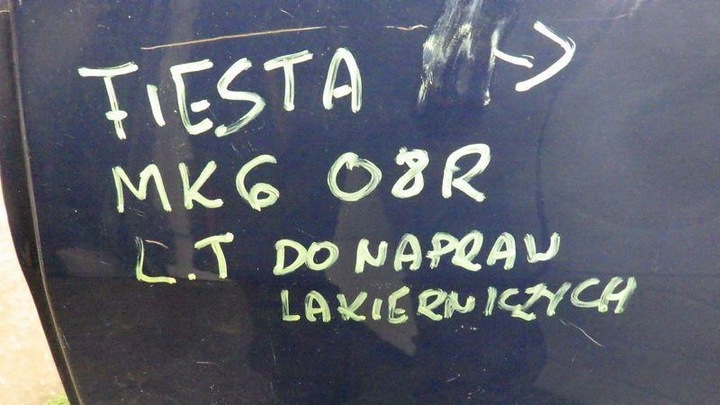 FIESTA
MK6 08R
L.T DO NAPRAW
LAKIERNICZYCH